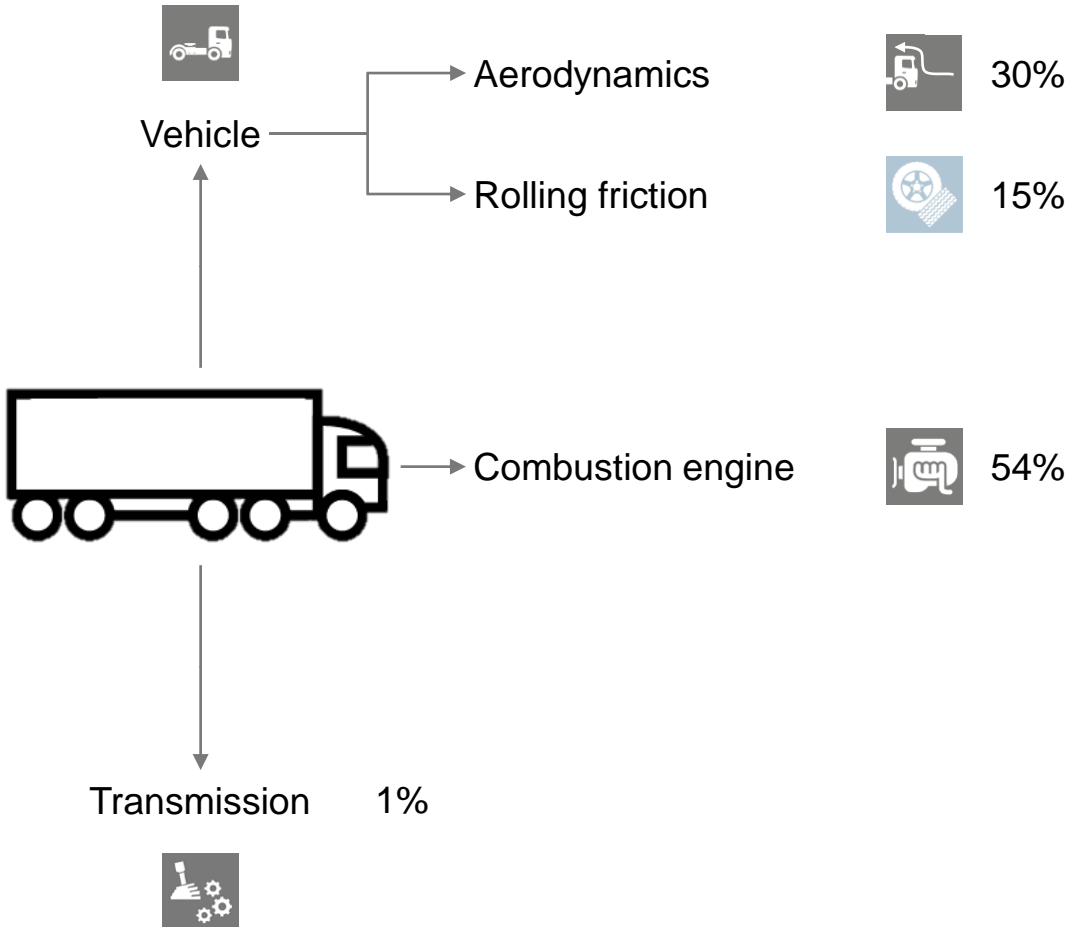 Aerodynamics 30%
Vehicle
Rolling friction 15%
Combustion engine 54%
Transmission 1%